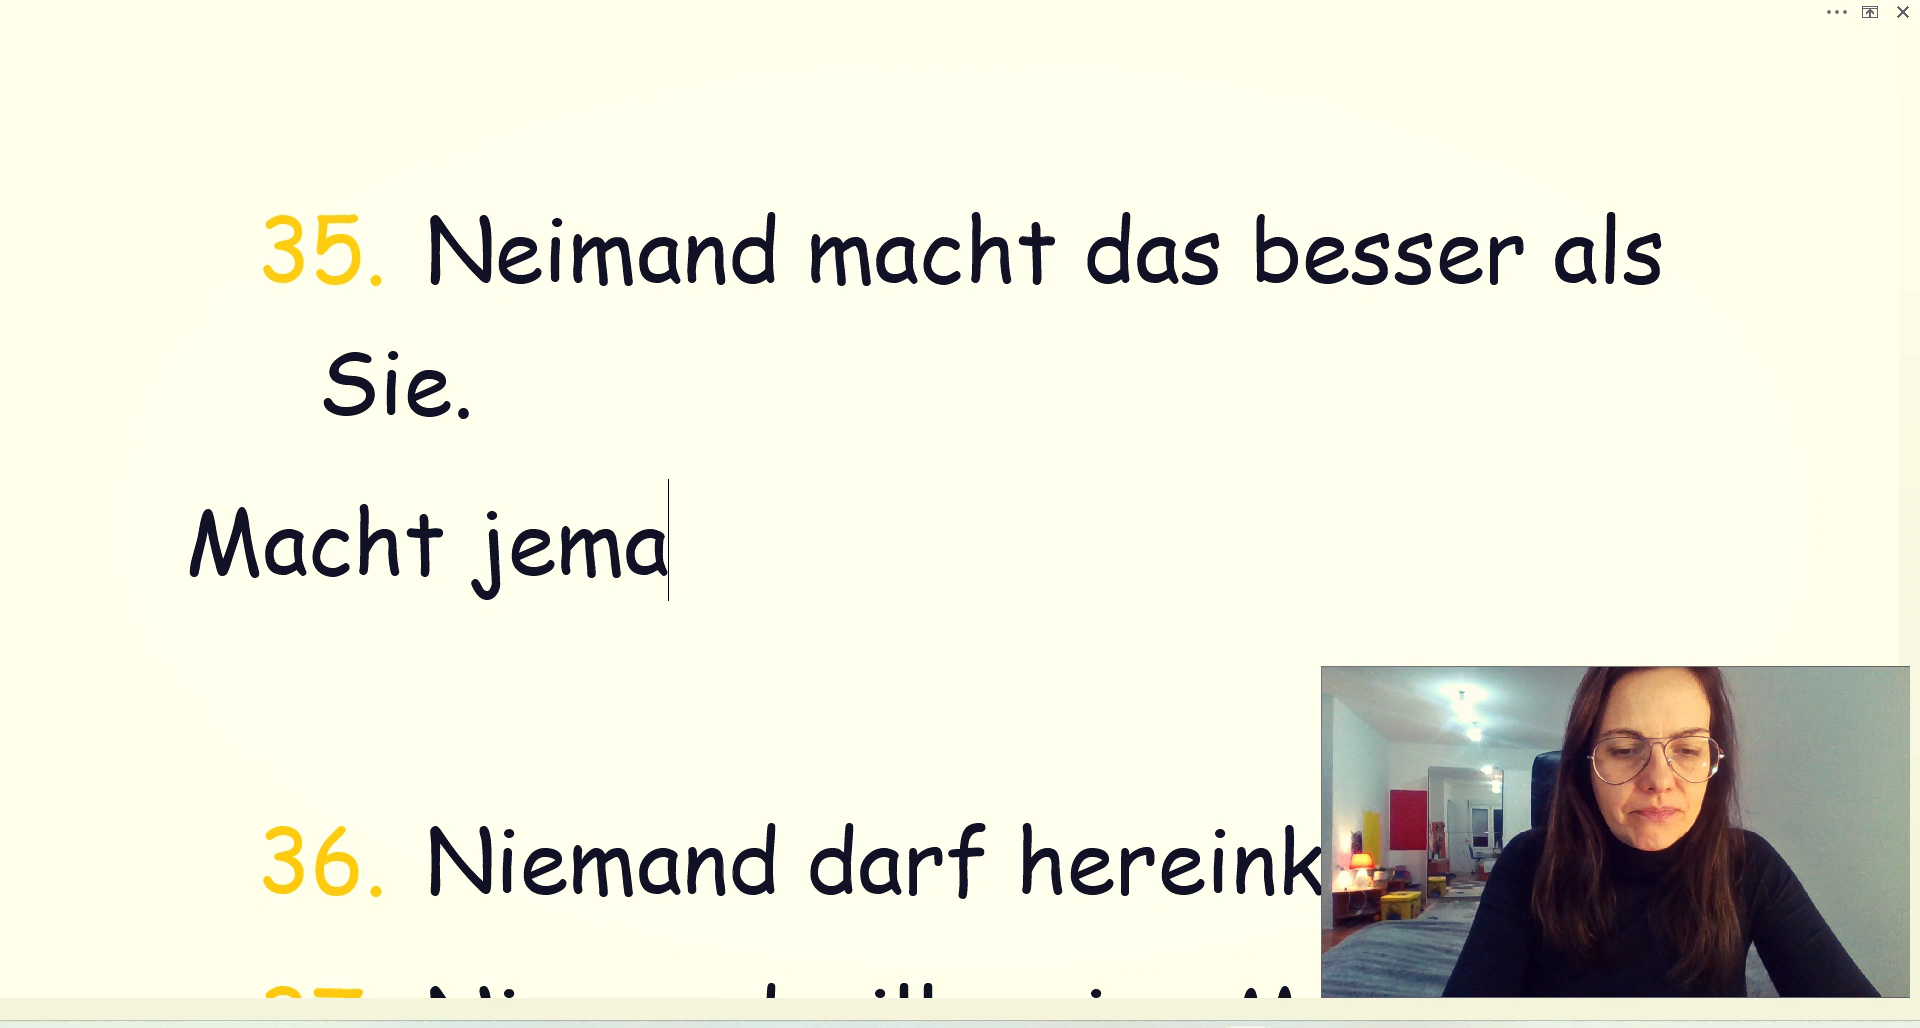 35. Neimand macht das besser als
Sie.
Macht jema
36. Niemand darf hereink